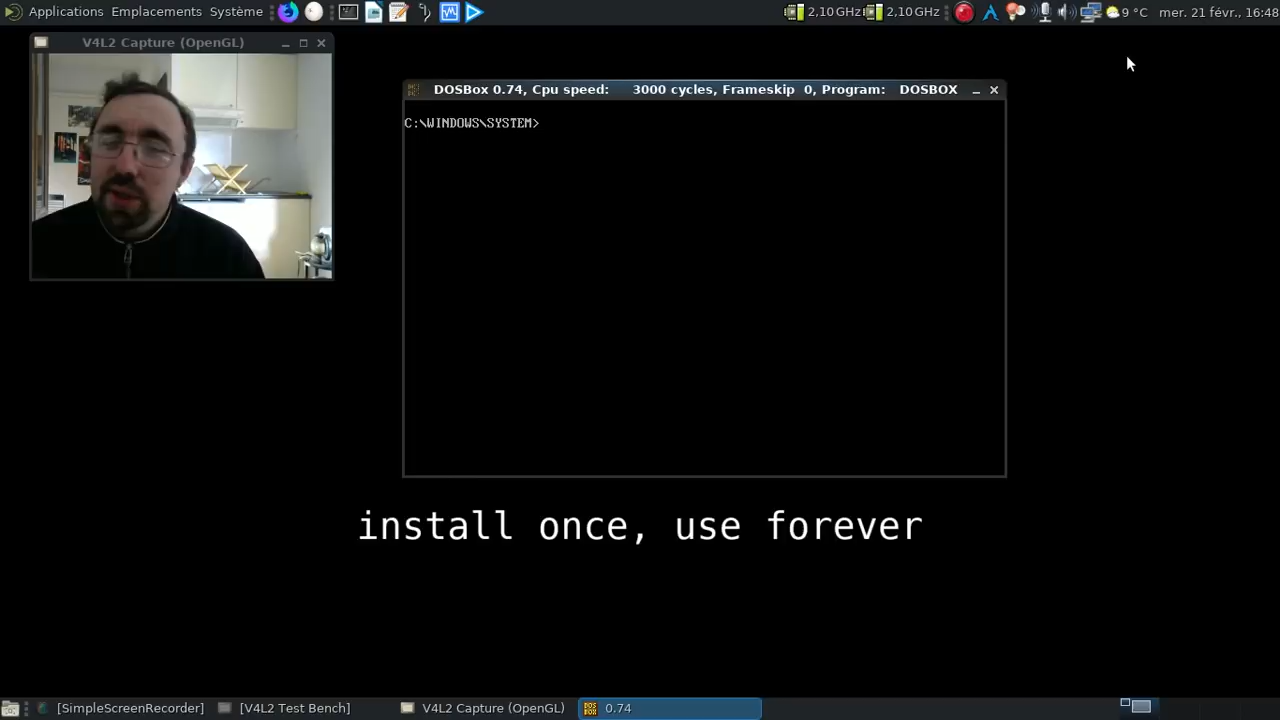 Applications Emplacements Système 2,10 GHz 2,10 GHz 9 °C mer. 21 févr., 16:48
V4L2 Capture (OpenGL)
DOSBox 0.74, Cpu speed: 3000 cycles, Frameskip 0, Program: DOSBOX
C:\WINDOWS\SYSTEM>
install once, use forever
[SimpleScreenRecorder] [V4L2 Test Bench] V4L2 Capture (OpenGL) DOS BOX 0.74